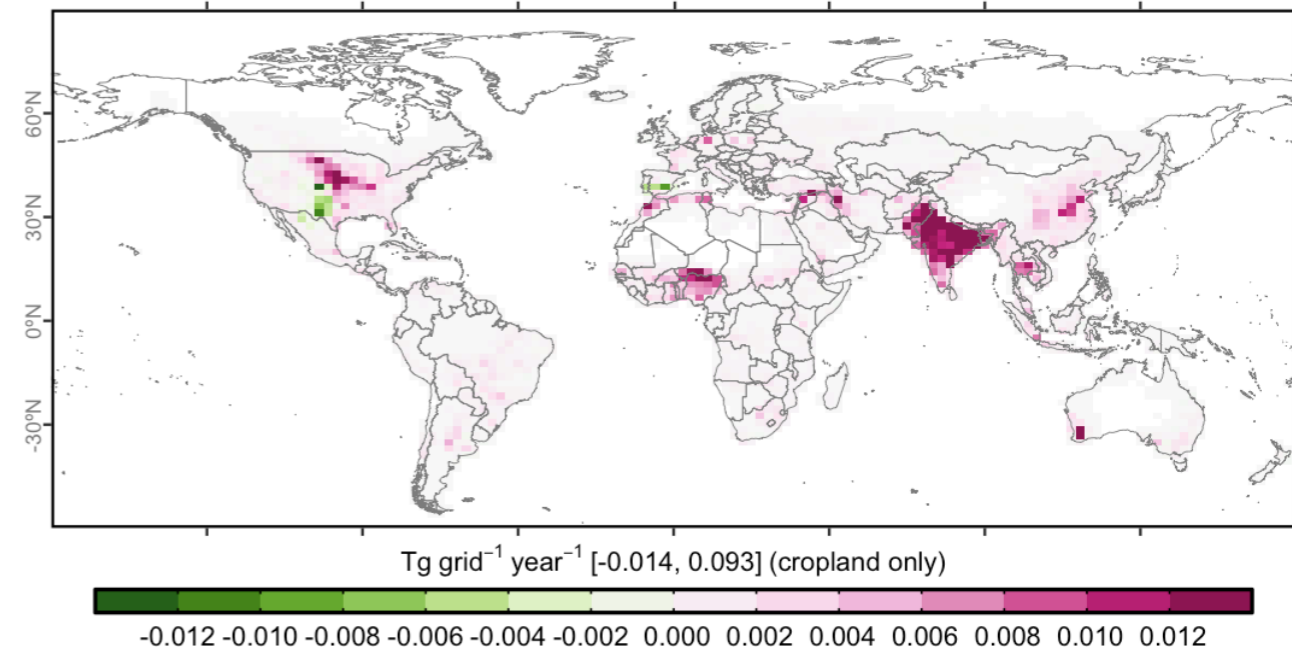 60°N
30°N
0°N
-30°N
Tg grid⁻¹ year⁻¹ [-0.014, 0.093] (cropland only)
-0.012 -0.010 -0.008 -0.006 -0.004 -0.002 0.000 0.002 0.004 0.006 0.008 0.010 0.012